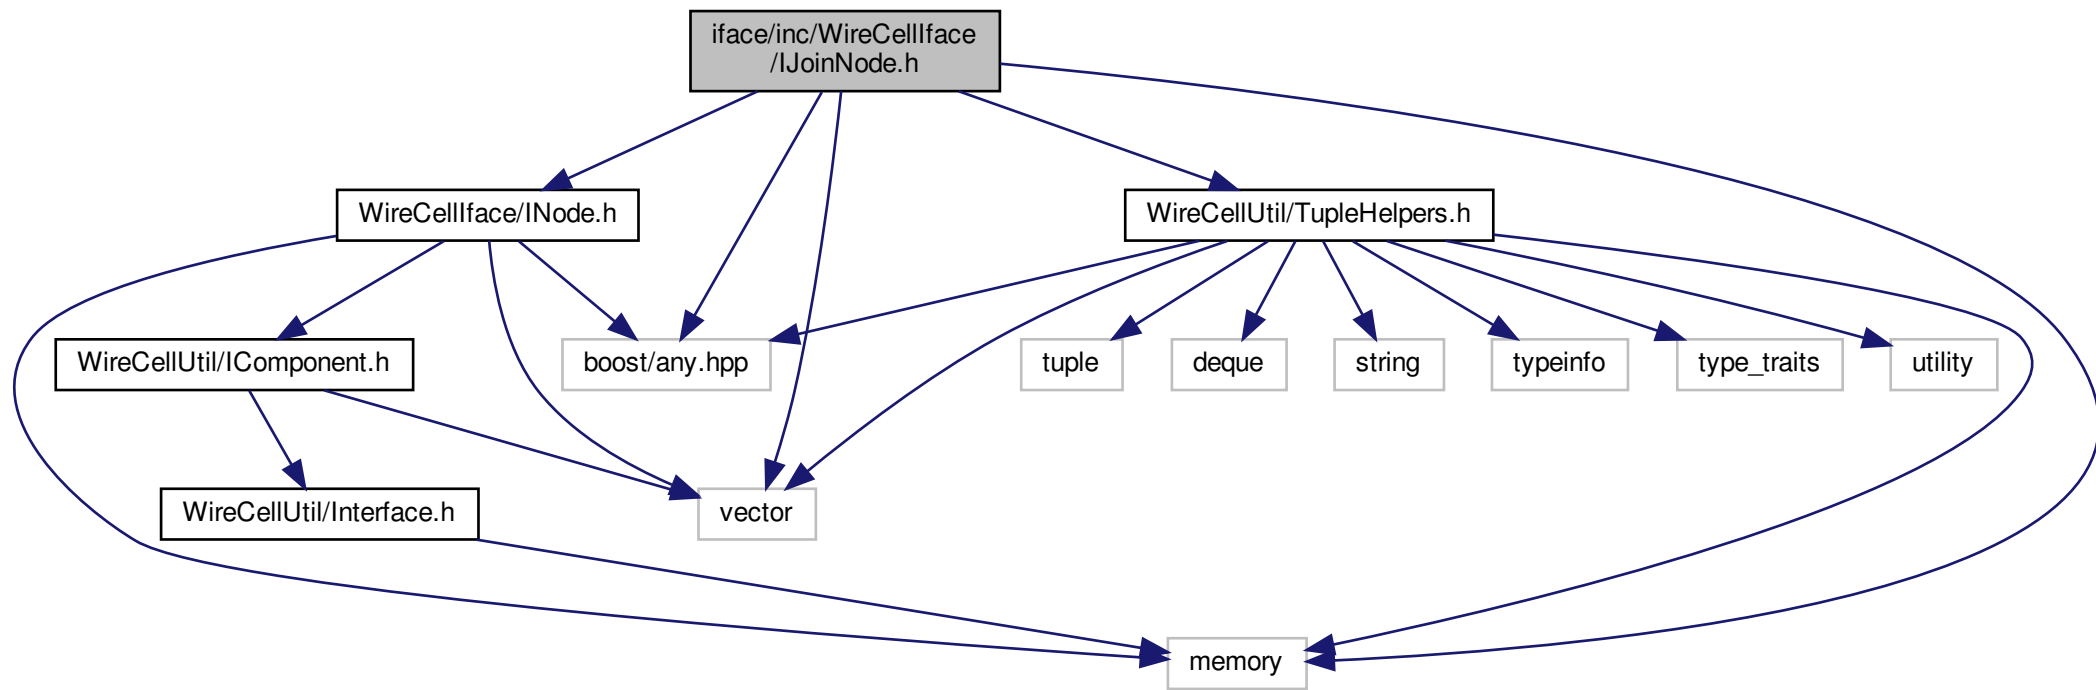 iface/inc/WireCellIface
/IJoinNode.h
WireCellIface/INode.h
WireCellUtil/TupleHelpers.h
WireCellUtil/IComponent.h
boost/any.hpp
tuple
deque
string
typeinfo
type_traits
utility
WireCellUtil/Interface.h
vector
memory